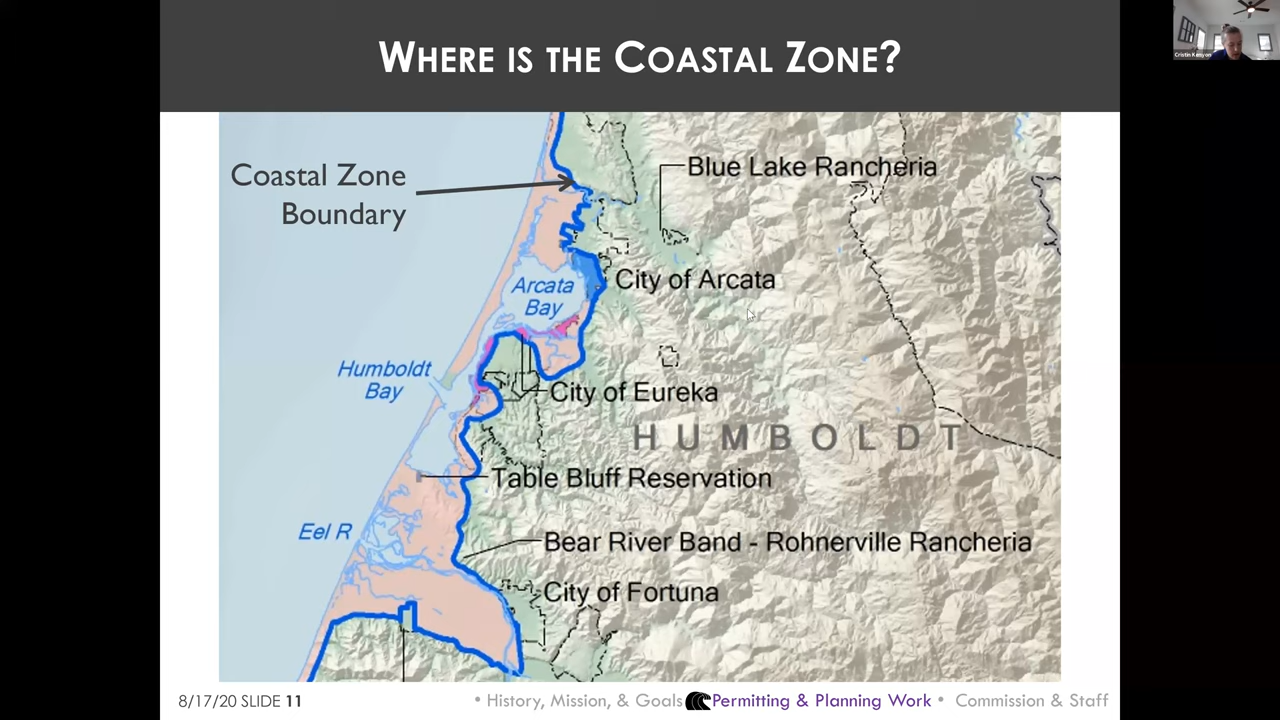 WHERE IS THE COASTAL ZONE?
Cristin Kenyon
Coastal Zone
Boundary
Blue Lake Rancheria
City of Arcata
Arcata
Bay
Humboldt
Bay
City of Eureka
HUMBOLDT
Table Bluff Reservation
Eel R
Bear River Band - Rohnerville Rancheria
City of Fortuna
8/17/20 SLIDE 11
• History, Mission, & Goals Permitting & Planning Work • Commission & Staff